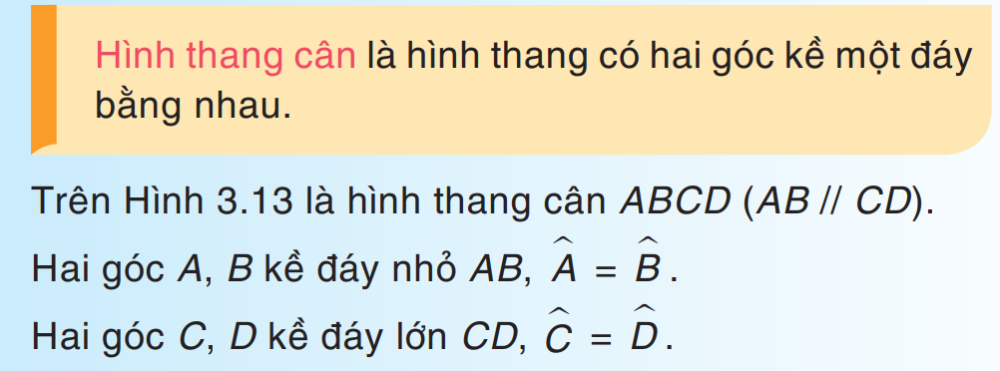 Hình thang cân là hình thang có hai góc kề một đáy
bằng nhau.
Trên Hình 3.13 là hình thang cân ABCD (AB // CD).
Hai góc A, B kề đáy nhỏ AB, \(\widehat{A} = \widehat{B}\).
Hai góc C, D kề đáy lớn CD, \(\widehat{C} = \widehat{D}\).